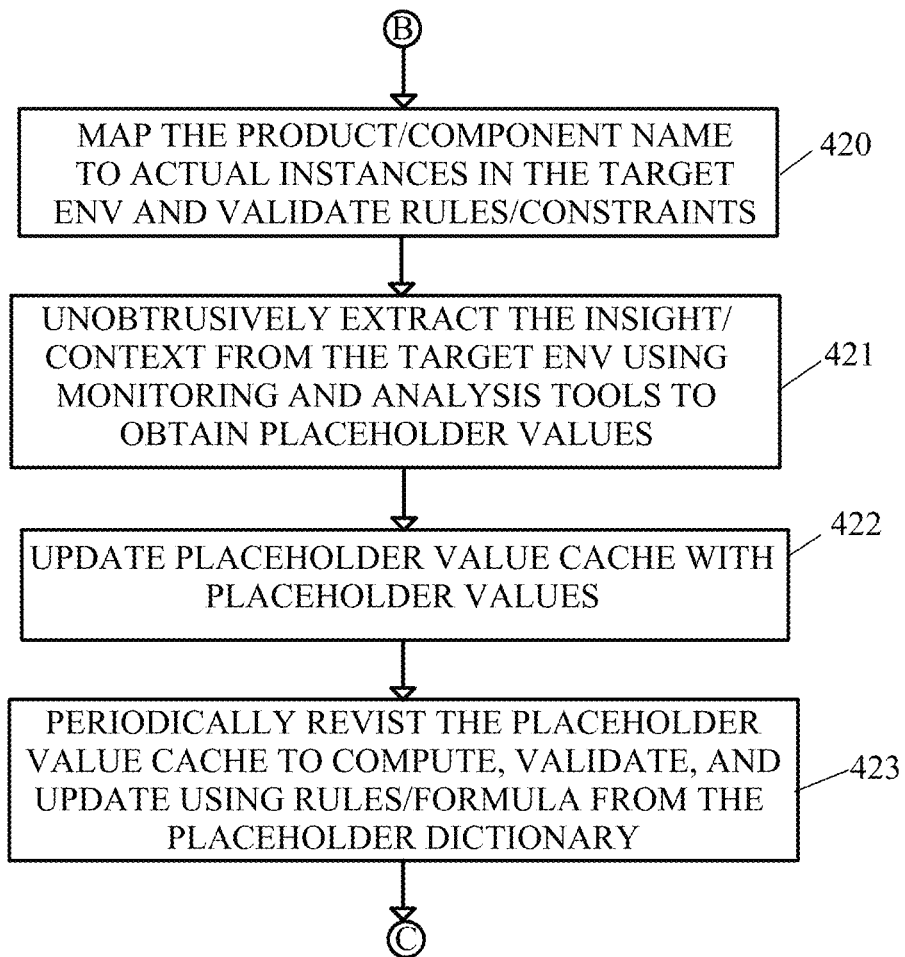 B
MAP THE PRODUCT/COMPONENT NAME
TO ACTUAL INSTANCES IN THE TARGET
ENV AND VALIDATE RULES/CONSTRAINTS
420
UNOBTRUSIVELY EXTRACT THE INSIGHT/
CONTEXT FROM THE TARGET ENV USING
MONITORING AND ANALYSIS TOOLS TO
OBTAIN PLACEHOLDER VALUES
421
UPDATE PLACEHOLDER VALUE CACHE WITH
PLACEHOLDER VALUES
422
PERIODICALLY REVIST THE PLACEHOLDER
VALUE CACHE TO COMPUTE, VALIDATE, AND
UPDATE USING RULES/FORMULA FROM THE
PLACEHOLDER DICTIONARY
423
C